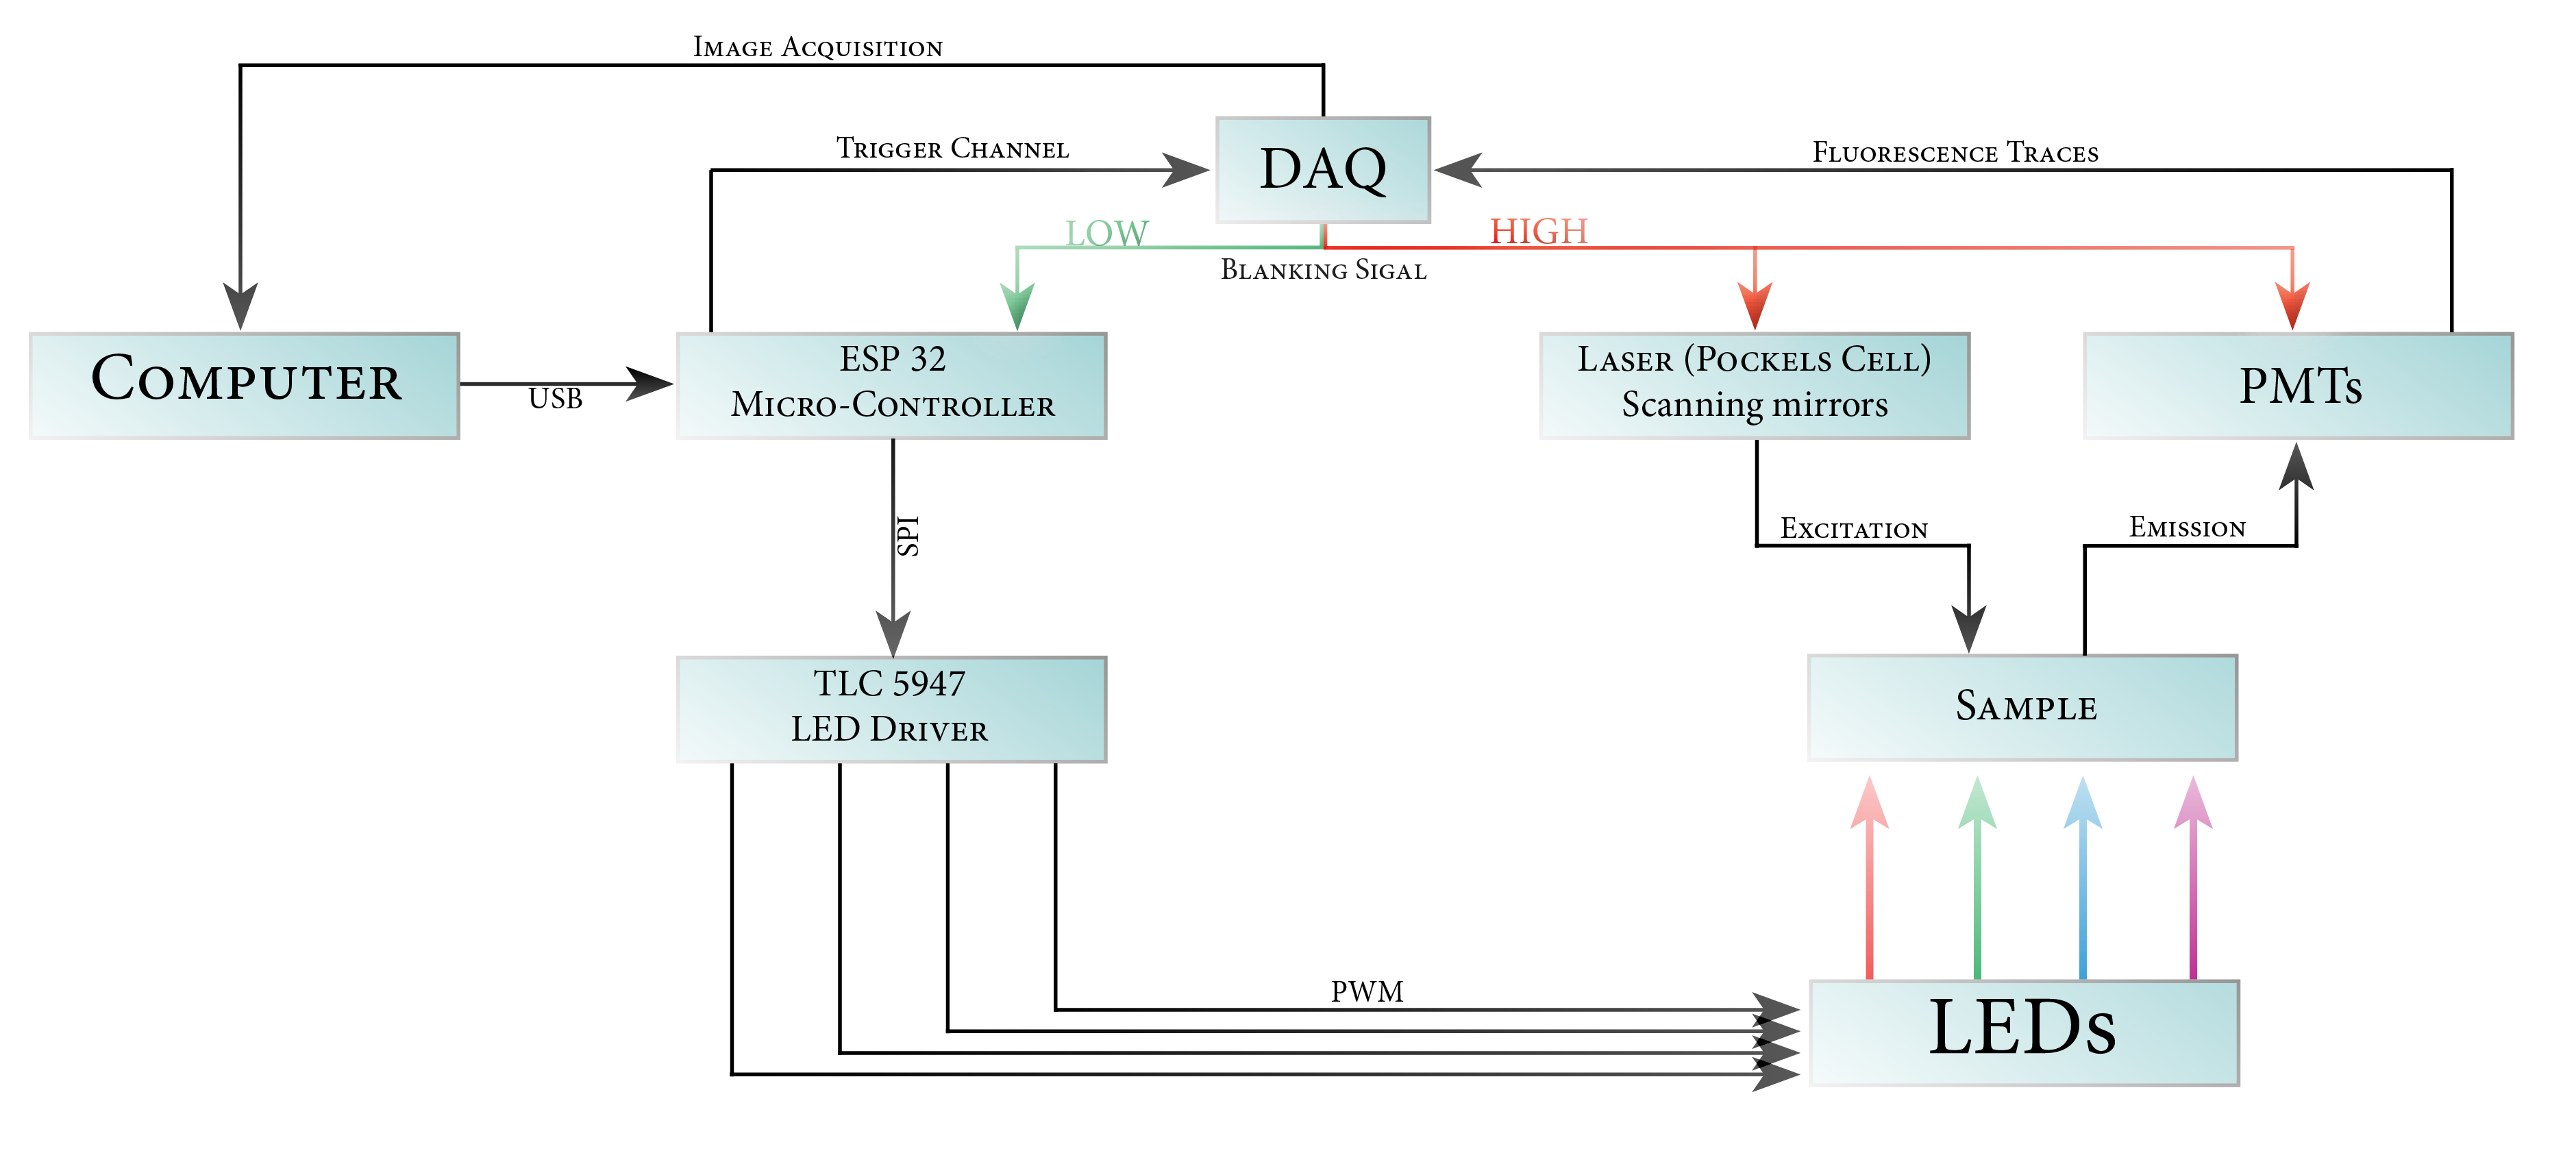 Image Acquisition
Trigger Channel
DAQ
Fluorescence Traces
LOW
HIGH
Blanking Sigal
Computer
USB
ESP 32
Micro-Controller
Laser (Pockels Cell)
Scanning mirrors
PMTs
SPI
Excitation
Emission
TLC 5947
LED Driver
Sample
PWM
LEDs